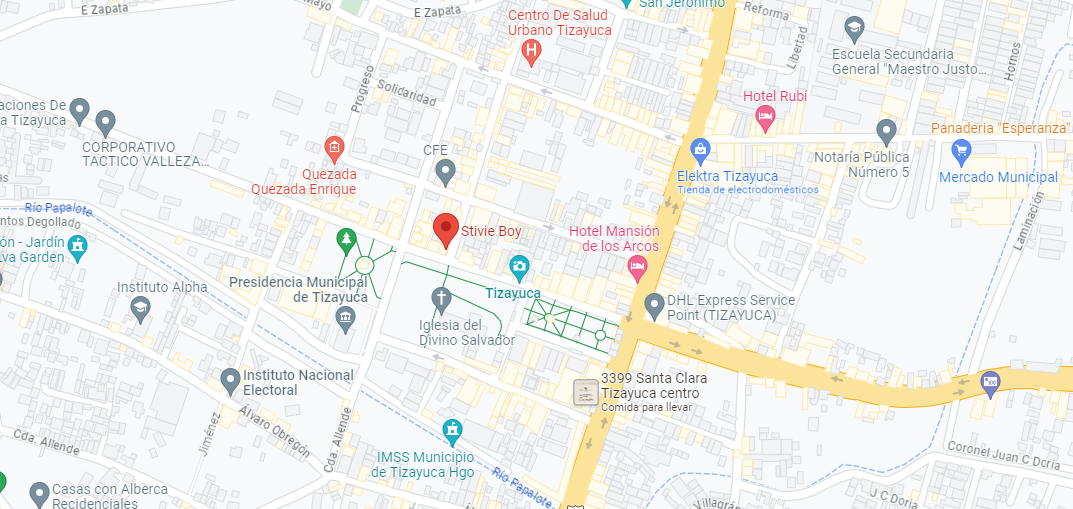 E Zapata
Mayo
E Zapata
Centro De Salud
Urbano Tizayuca
San Jerónimo
Reforma
Libertad
Escuela Secundaria
General "Maestro Justo...
Hornos
Progreso
Solidaridad
Hotel Rubí
aciones De
a Tizayuca
CORPORATIVO
TACTICO VALLEZA...
CFE
Quezada
Quezada Enrique
Elektra Tizayuca
Tienda de electrodomésticos
Notaría Pública
Número 5
Panaderia "Esperanza"
Mercado Municipal
as
Río Papalote
ntos Degollado
ón - Jardín
lva Garden
Stivie Boy
Hotel Mansión
de los Arcos
Laminación
Instituto Alpha
Presidencia Municipal
de Tizayuca
Tizayuca
Iglesia del
Divino Salvador
DHL Express Service
Point (TIZAYUCA)
Instituto Nacional
Electoral
3399 Santa Clara
Tizayuca centro
Comida para llevar
Jiménez
Alvaro Obregón
Cda. Allende
Cda. Allende
IMSS Municipio
de Tizayuca Hgo
Río Papalote
Casas con Alberca
Recidenciales
Coronel Juan C Doria
J C Doria
Villagrán